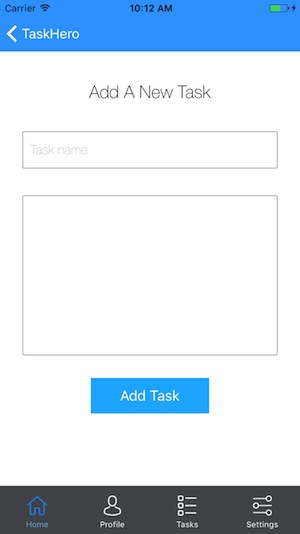 Carrier 10:12 AM
TaskHero
Add A New Task
Task name
Add Task
Home Profile Tasks Settings